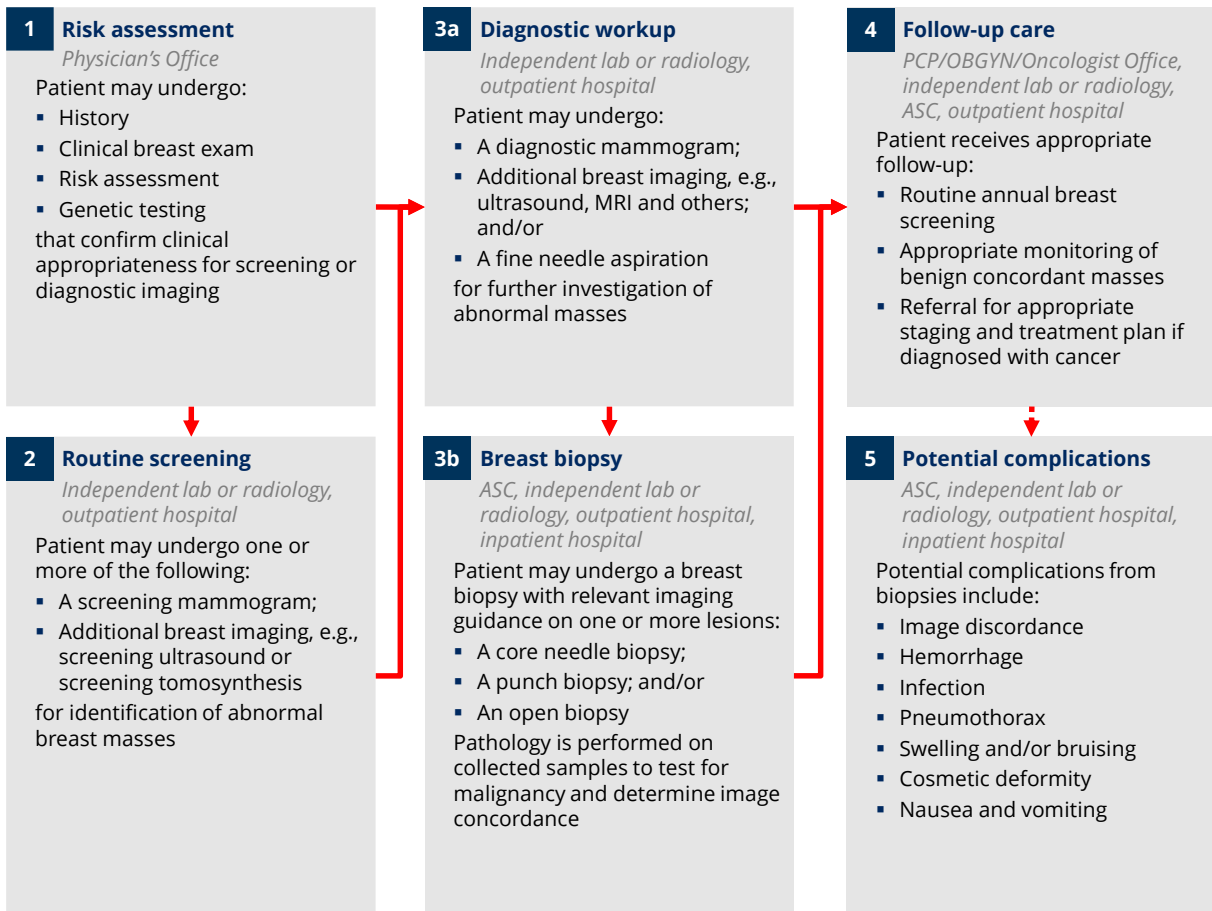 1 Risk assessment
Physician's Office
Patient may undergo:
▪ History
▪ Clinical breast exam
▪ Risk assessment
▪ Genetic testing
that confirm clinical
appropriateness for screening or
diagnostic imaging
2 Routine screening
Independent lab or radiology,
outpatient hospital
Patient may undergo one or
more of the following:
▪ A screening mammogram;
▪ Additional breast imaging, e.g.,
screening ultrasound or
screening tomosynthesis
for identification of abnormal
breast masses
3a Diagnostic workup
Independent lab or radiology,
outpatient hospital
Patient may undergo:
▪ A diagnostic mammogram;
▪ Additional breast imaging, e.g.,
ultrasound, MRI and others;
and/or
▪ A fine needle aspiration
for further investigation of
abnormal masses
3b Breast biopsy
ASC, independent lab or
radiology, outpatient hospital,
inpatient hospital
Patient may undergo a breast
biopsy with relevant imaging
guidance on one or more lesions:
▪ A core needle biopsy;
▪ A punch biopsy; and/or
▪ An open biopsy
Pathology is performed on
collected samples to test for
malignancy and determine image
concordance
4 Follow-up care
PCP/OBGYN/Oncologist Office,
independent lab or radiology,
ASC, outpatient hospital
Patient receives appropriate
follow-up:
▪ Routine annual breast
screening
▪ Appropriate monitoring of
benign concordant masses
▪ Referral for appropriate
staging and treatment plan if
diagnosed with cancer
5 Potential complications
ASC, independent lab or
radiology, outpatient hospital,
inpatient hospital
Potential complications from
biopsies include:
▪ Image discordance
▪ Hemorrhage
▪ Infection
▪ Pneumothorax
▪ Swelling and/or bruising
▪ Cosmetic deformity
▪ Nausea and vomiting